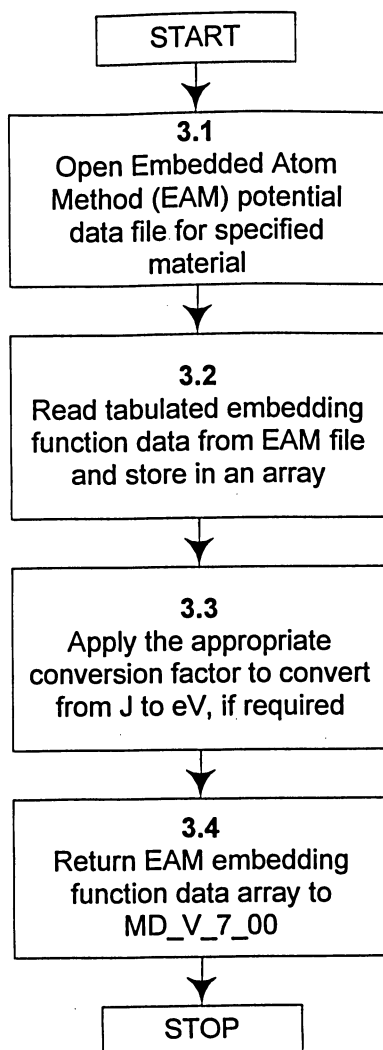 START
3.1
Open Embedded Atom
Method (EAM) potential
data file for specified
material
3.2
Read tabulated embedding
function data from EAM file
and store in an array
3.3
Apply the appropriate
conversion factor to convert
from J to eV, if required
3.4
Return EAM embedding
function data array to
MD_V_7_00
STOP